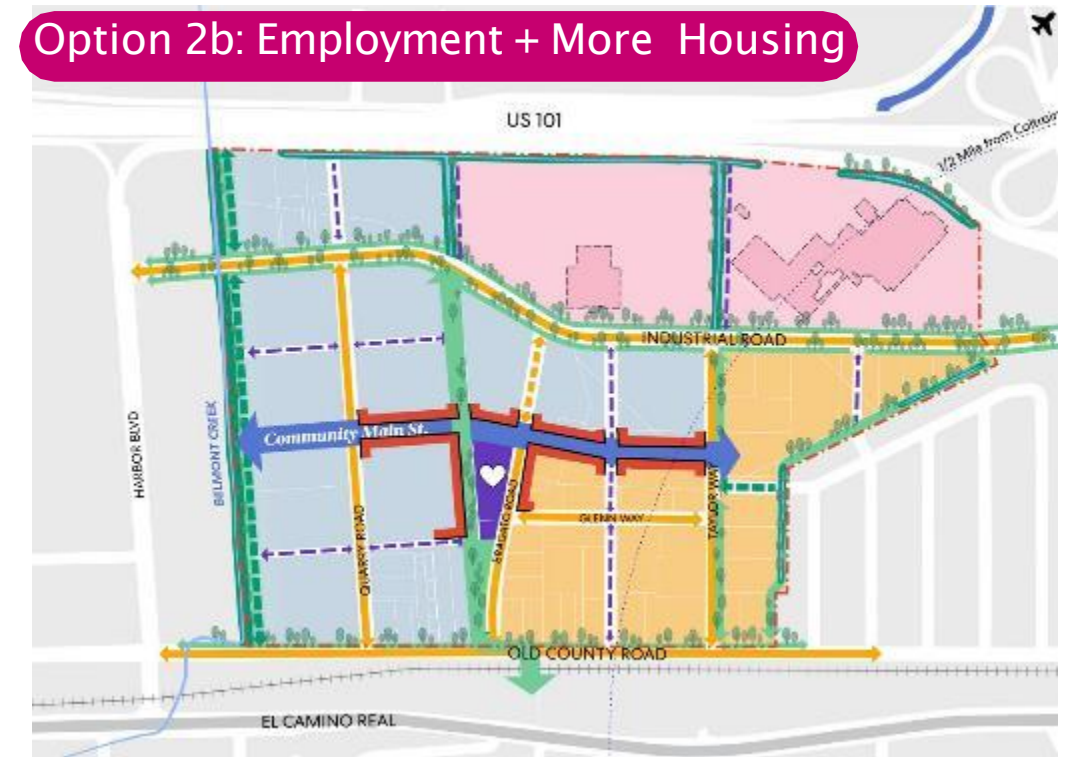 Option 2b: Employment + More Housing
US 101
1/2 Mile from Caltrain
INDUSTRIAL ROAD
HARBOR BLVD
BELMONT CREEK
Community Main St.
QUARRY ROAD
BRAGATO ROAD
GLENN WAY
TAYLOR WAY
OLD COUNTY ROAD
EL CAMINO REAL